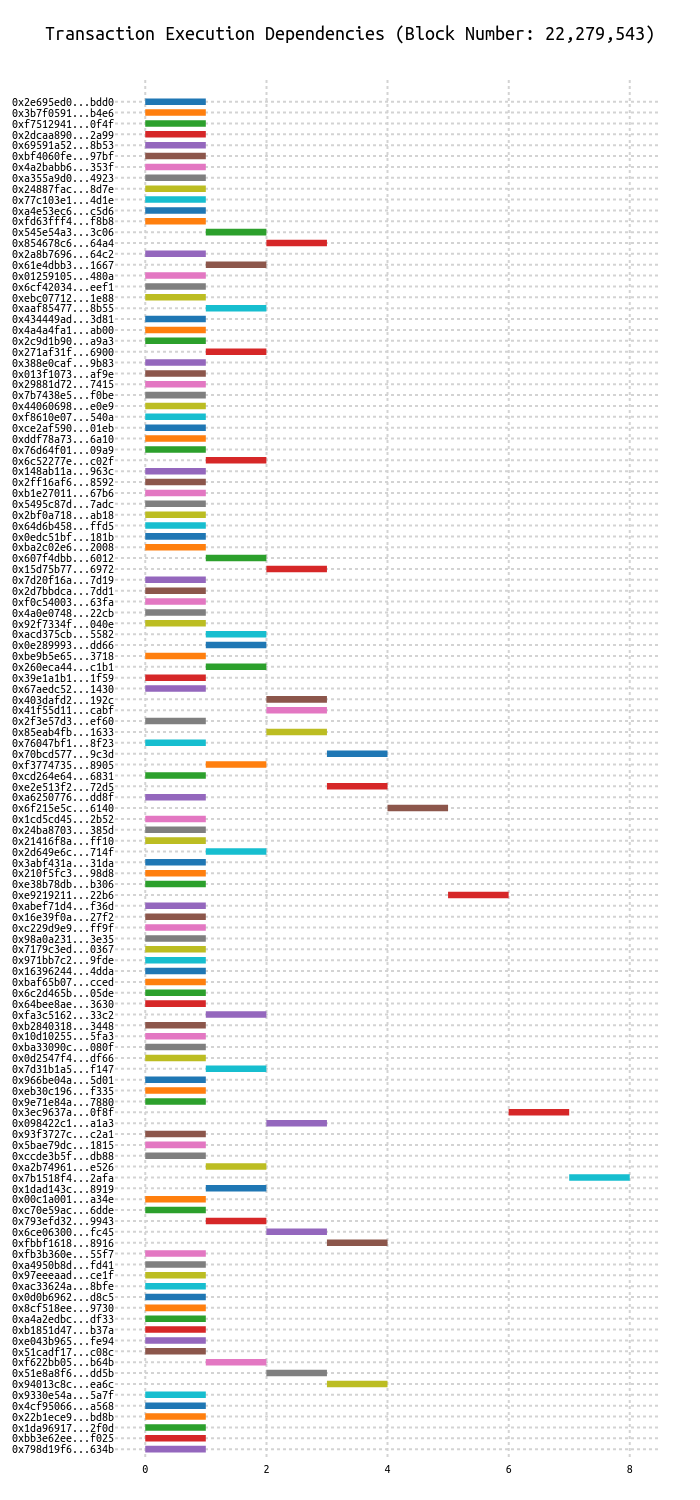 Transaction Execution Dependencies (Block Number: 22,279,543)
0x2e695ed0...bdd0
0x3b7f0591...b4e6
0xf7512941...0f4f
0x2dcaa890...2a99
0x69591a52...8b53
0xbf4060fe...97bf
0x4a2babb6...353f
0xa355a9d0...4923
0x24887fac...8d7e
0x77c103e1...4d1e
0xa4e53ec6...c5d6
0xfd63fff4...f8b8
0x545e54a3...3c06
0x854678c6...64a4
0x2a8b7696...64c2
0x61e4dbb3...1667
0x01259105...480a
0x6cf42034...eef1
0xebc07712...1e88
0xaaf85477...8b55
0x434449ad...3d81
0x4a4a4fa1...ab00
0x2c9d1b90...a9a3
0x271af31f...6900
0x388e0caf...9b83
0x013f1073...af9e
0x29881d72...7415
0x7b7438e5...f0be
0x44060698...e0e9
0xf8610e07...540a
0xce2af590...01eb
0xddf78a73...6a10
0x76d64f01...09a9
0x6c52277e...c02f
0x148ab11a...963c
0x2ff16af6...8592
0xb1e27011...67b6
0x5495c87d...7adc
0x2bf0a718...ab18
0x64d6b458...ffd5
0x0edc51bf...181b
0xba2c02e6...2008
0x607f4dbb...6012
0x15d75b77...6972
0x7d20f16a...7d19
0x2d7bbdca...7dd1
0xf0c54003...63fa
0x4a0e0748...22cb
0x92f7334f...040e
0xacd375cb...5582
0x0e289993...dd66
0xbe9b5e65...3718
0x260eca44...c1b1
0x39e1a1b1...1f59
0x67aedc52...1430
0x403dafd2...192c
0x41f55d11...cabf
0x2f3e57d3...ef60
0x85eab4fb...1633
0x76047bf1...8f23
0x70bcd577...9c3d
0xf3774735...8905
0xcd264e64...6831
0xe2e513f2...72d5
0xa6250776...dd8f
0x6f215e5c...6140
0x1cd5cd45...2b52
0x24ba8703...385d
0x21416f8a...ff10
0x2d649e6c...714f
0x3abf431a...31da
0x210f5fc3...98d8
0xe38b78db...b306
0xe9219211...22b6
0xabef71d4...f36d
0x16e39f0a...27f2
0xc229d9e9...ff9f
0x98a0a231...3e35
0x7179c3ed...0367
0x971bb7c2...9fde
0x16396244...4dda
0xbaf65b07...cced
0x6c2d465b...05de
0x64bee8ae...3630
0xfa3c5162...33c2
0xb2840318...3448
0x10d10255...5fa3
0xba33090c...080f
0x0d2547f4...df66
0x7d31b1a5...f147
0x966be04a...5d01
0xeb30c196...f335
0x9e71e84a...7880
0x3ec9637a...0f8f
0x098422c1...a1a3
0x93f3727c...c2a1
0x5bae79dc...1815
0xccde3b5f...db88
0xa2b74961...e526
0x7b1518f4...2afa
0x1dad143c...8919
0x00c1a001...a34e
0xc70e59ac...6dde
0x793efd32...9943
0x6ce06300...fc45
0xfbbf1618...8916
0xfb3b360e...55f7
0xa4950b8d...fd41
0x97eeeaad...ce1f
0xac33624a...8bfe
0x0d0b6962...d8c5
0x8cf518ee...9730
0xa4a2edbc...df33
0xb1851d47...b37a
0xe043b965...fe94
0x51cadf17...c08c
0xf622bb05...b64b
0x51e8a8f6...dd5b
0x94013c8c...ea6c
0x9330e54a...5a7f
0x4cf95066...a568
0x22b1ece9...bd8b
0x1da96917...2f0d
0xbb3e62ee...f025
0x798d19f6...634b
0 2 4 6 8